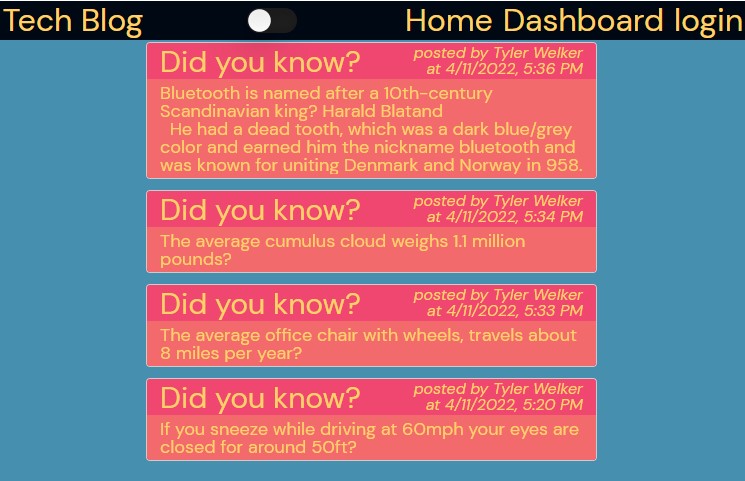 Tech Blog
Home Dashboard login
Did you know?
posted by Tyler Welker
at 4/11/2022, 5:36 PM
Bluetooth is named after a 10th-century
Scandinavian king? Harald Blatand
He had a dead tooth, which was a dark blue/grey
color and earned him the nickname bluetooth and
was known for uniting Denmark and Norway in 958.
Did you know?
posted by Tyler Welker
at 4/11/2022, 5:34 PM
The average cumulus cloud weighs 1.1 million
pounds?
Did you know?
posted by Tyler Welker
at 4/11/2022, 5:33 PM
The average office chair with wheels, travels about
8 miles per year?
Did you know?
posted by Tyler Welker
at 4/11/2022, 5:20 PM
If you sneeze while driving at 60mph your eyes are
closed for around 50ft?